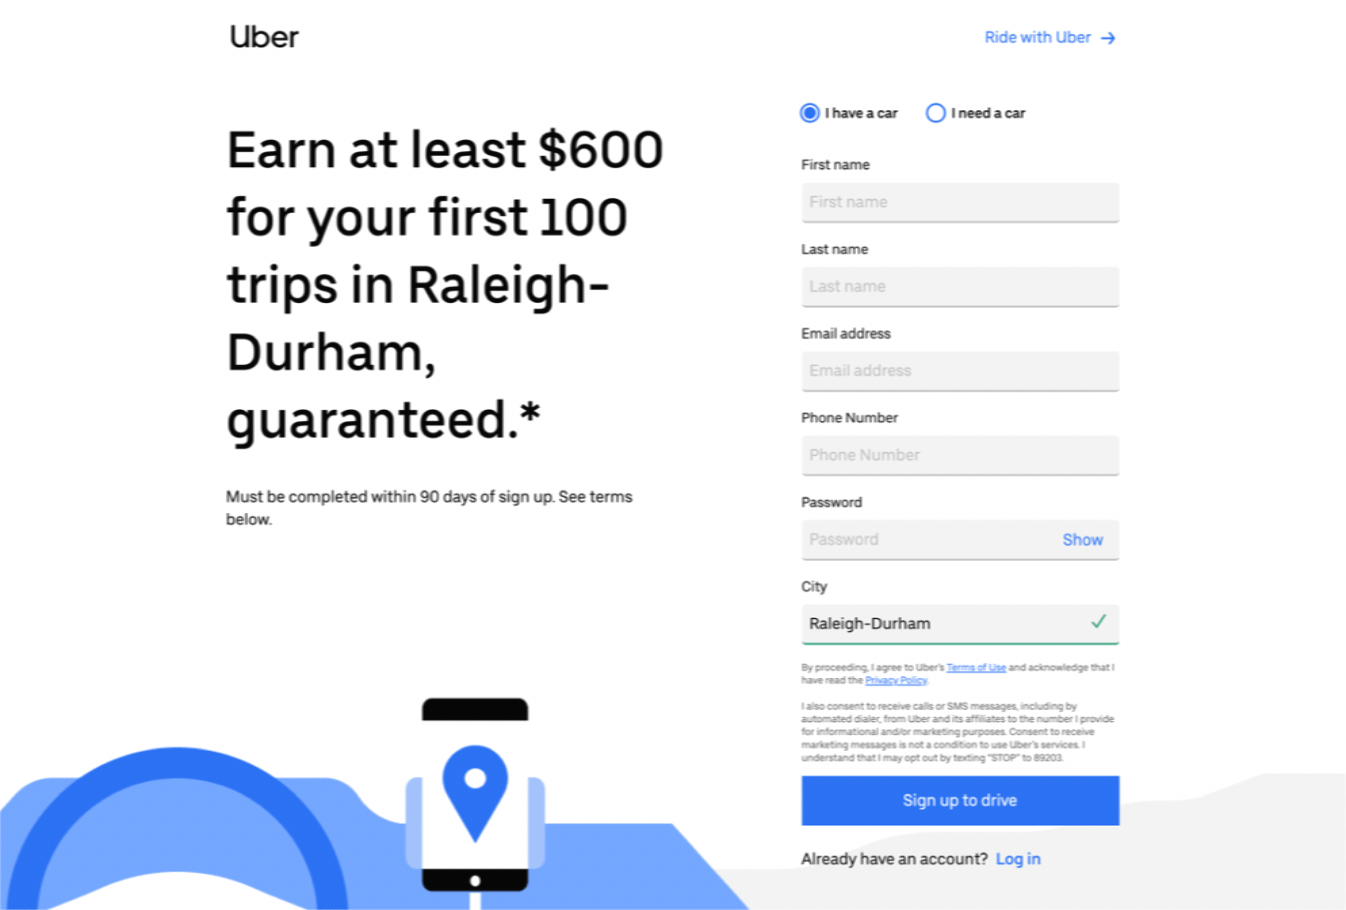 Uber
Ride with Uber →
Earn at least $600
for your first 100
trips in Raleigh-
Durham,
guaranteed.*
Must be completed within 90 days of sign up. See terms
below.
I have a car
I need a car
First name
First name
Last name
Last name
Email address
Email address
Phone Number
Phone Number
Password
Password
Show
City
Raleigh-Durham
By proceeding, I agree to Uber's Terms of Use and acknowledge that I
have read the Privacy Policy.
I also consent to receive calls or SMS messages, including by
automated dialer, from Uber and its affiliates to the number I provide
for informational and/or marketing purposes. Consent to receive
marketing messages is not a condition to use Uber's services. I
understand that I may opt out by texting "STOP" to 89203.
Sign up to drive
Already have an account? Log in